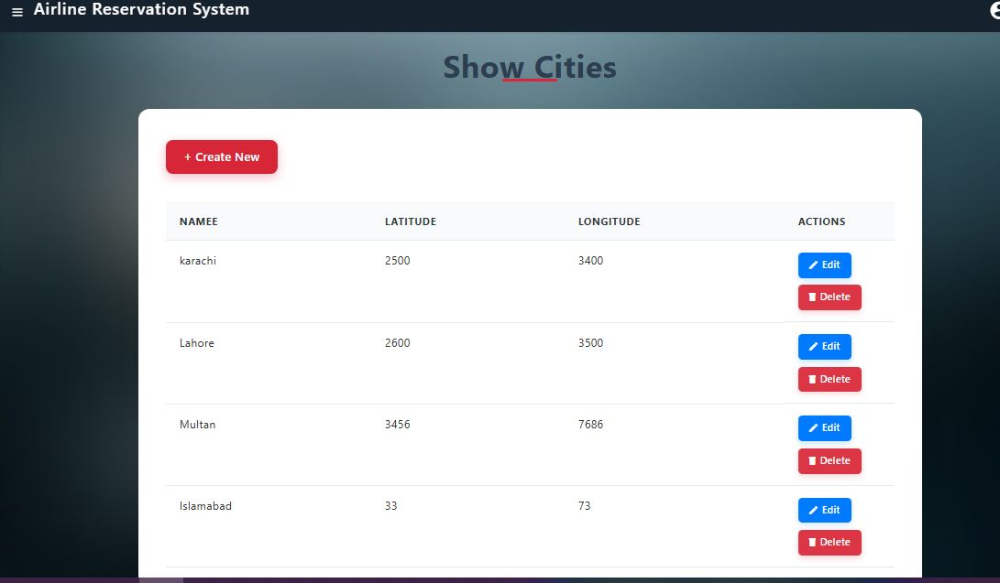 Airline Reservation System
Show Cities
+ Create New
NAMEE LATITUDE LONGITUDE ACTIONS
karachi 2500 3400 Edit
Delete
Lahore 2600 3500 Edit
Delete
Multan 3456 7686 Edit
Delete
Islamabad 33 73 Edit
Delete